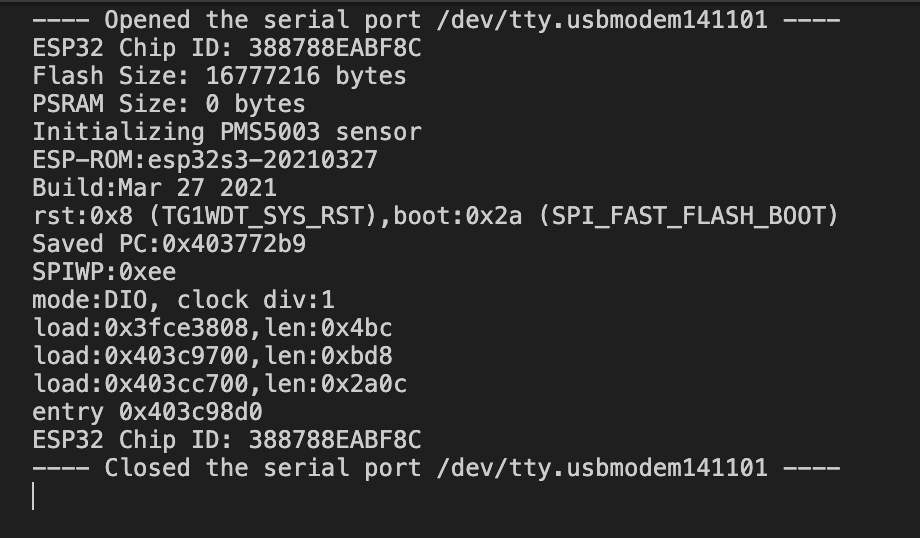 ---- Opened the serial port /dev/tty.usbmodem141101 ----
ESP32 Chip ID: 388788EABF8C
Flash Size: 16777216 bytes
PSRAM Size: 0 bytes
Initializing PMS5003 sensor
ESP-ROM:esp32s3-20210327
Build:Mar 27 2021
rst:0x8 (TG1WDT_SYS_RST),boot:0x2a (SPI_FAST_FLASH_BOOT)
Saved PC:0x403772b9
SPIWP:0xee
mode:DIO, clock div:1
load:0x3fce3808,len:0x4bc
load:0x403c9700,len:0xbd8
load:0x403cc700,len:0x2a0c
entry 0x403c98d0
ESP32 Chip ID: 388788EABF8C
---- Closed the serial port /dev/tty.usbmodem141101 ----